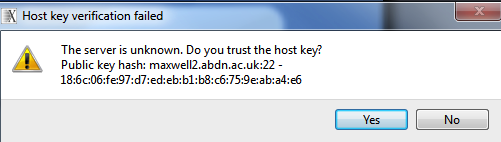 Host key verification failed
The server is unknown. Do you trust the host key?
Public key hash: maxwell2.abdn.ac.uk:22 -
18:6c:06:fe:97:d7:ed:eb:b1:b8:c6:75:9e:ab:a4:e6
Yes
No